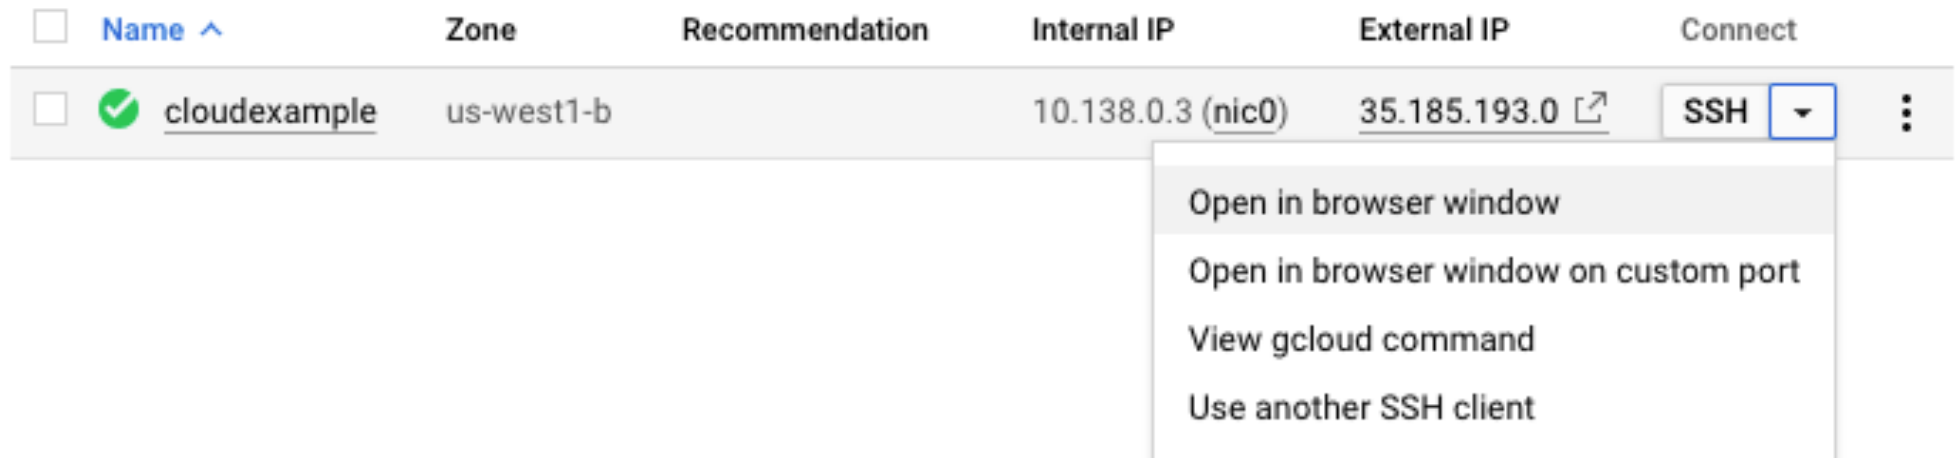 Name Zone Recommendation Internal IP External IP Connect
cloudexample us-west1-b 10.138.0.3 (nic0) 35.185.193.0 SSH
Open in browser window
Open in browser window on custom port
View gcloud command
Use another SSH client